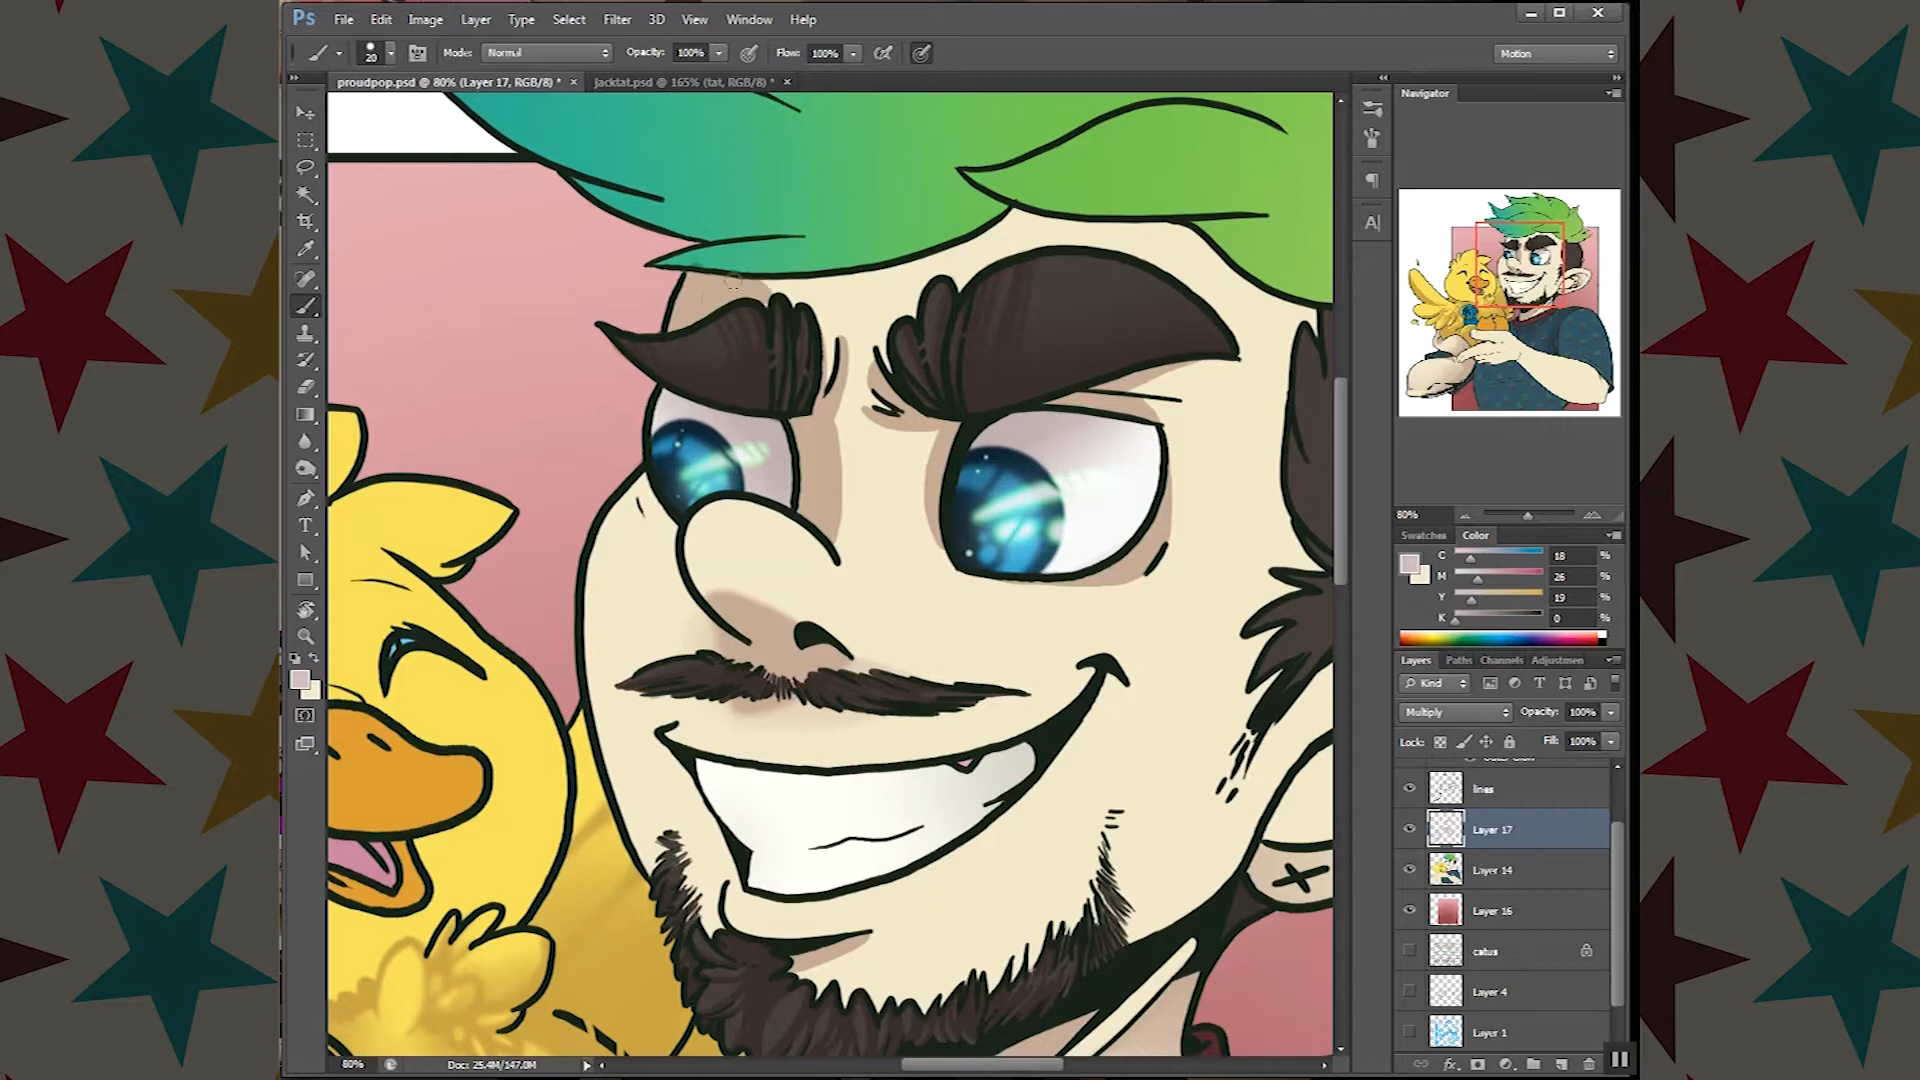 Ps File Edit Image Layer Type Select Filter 3D View Window Help
20 Mode: Normal Opacity: 100% Flow: 100% Motion
proudpop.psd @ 80% (Layer 17, RGB/8) * × jacktat.psd @ 165% (tat, RGB/8) * ×
Navigator
80%
Swatches Color
C 18 %
M 26 %
Y 19 %
K 0 %
Layers Paths Channels Adjustmen
Kind
Multiply Opacity: 100%
Lock: Fill: 100%
lines
Layer 17
Layer 14
Layer 16
Layer 4
Layer 1
80% Doc: 25.4M/147.0M